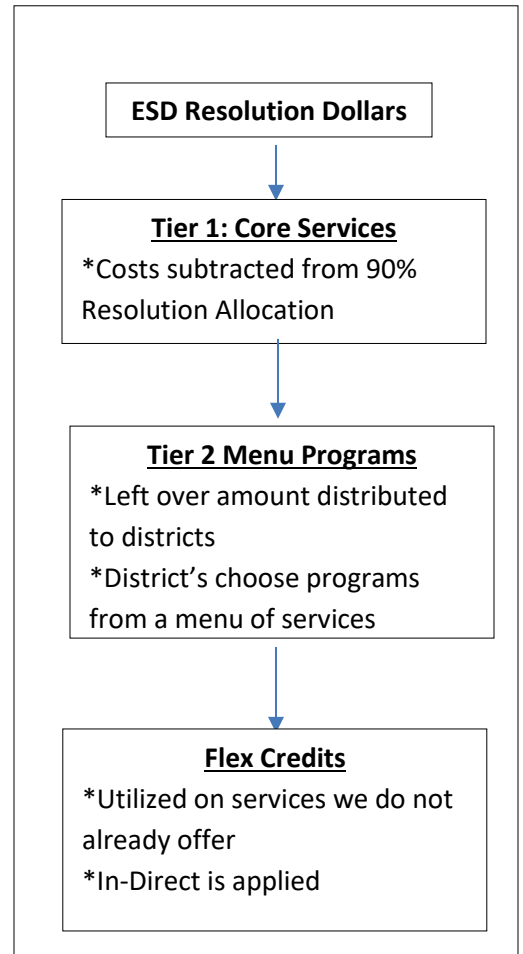 ESD Resolution Dollars
Tier 1: Core Services
*Costs subtracted from 90%
Resolution Allocation
Tier 2 Menu Programs
*Left over amount distributed
to districts
*District’s choose programs
from a menu of services
Flex Credits
*Utilized on services we do not
already offer
*In-Direct is applied